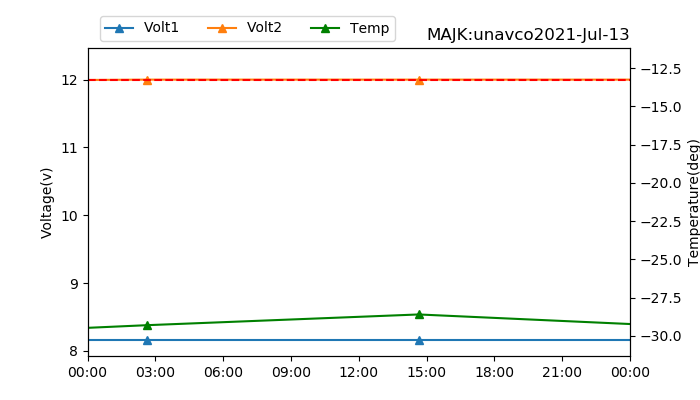 Volt1 Volt2 Temp
MAJK:unavco2021-Jul-13
12
11
10
9
8
Voltage(v)
−12.5
−15.0
−17.5
−20.0
−22.5
−25.0
−27.5
−30.0
Temperature(deg)
00:00 03:00 06:00 09:00 12:00 15:00 18:00 21:00 00:00